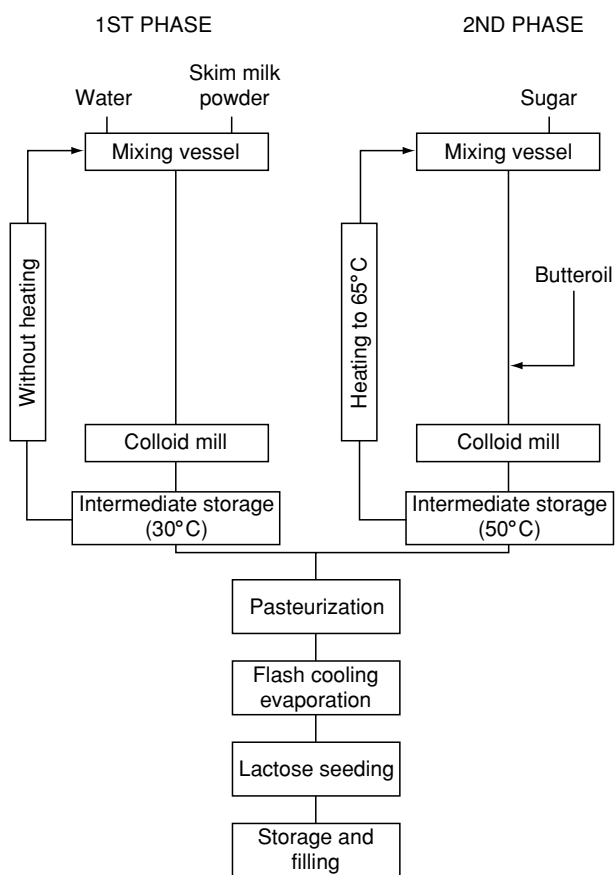 1ST PHASE
Water
Skim milk
powder
Mixing vessel
Without heating
Colloid mill
Intermediate storage
(30°C)
2ND PHASE
Sugar
Mixing vessel
Heating to 65°C
Butteroil
Colloid mill
Intermediate storage
(50°C)
Pasteurization
Flash cooling
evaporation
Lactose seeding
Storage and
filling